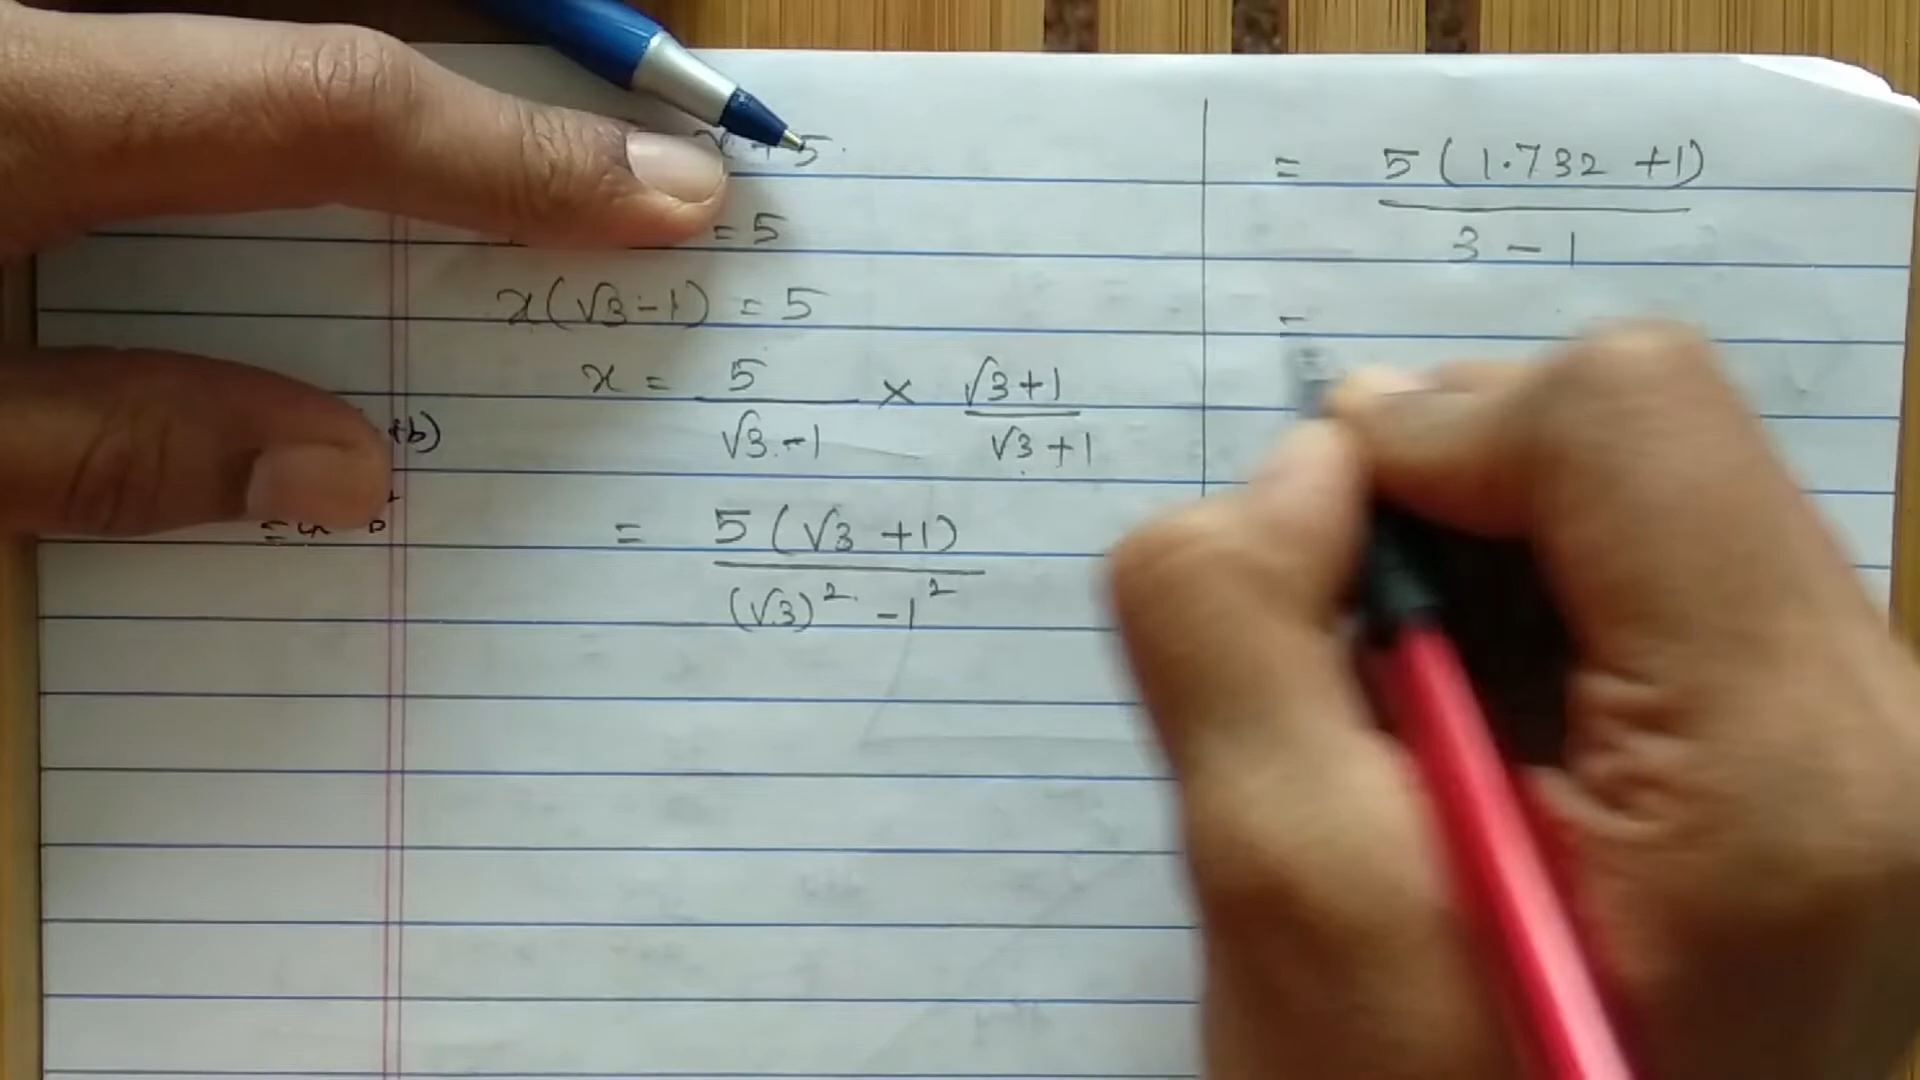 x + 5
= 5
x(√3-1) = 5
x = 5/(√3-1) × (√3+1)/(√3+1)
+b)
= 5(√3 +1)/((√3)² -1²)
= 5(1.732 +1)/(3 - 1)